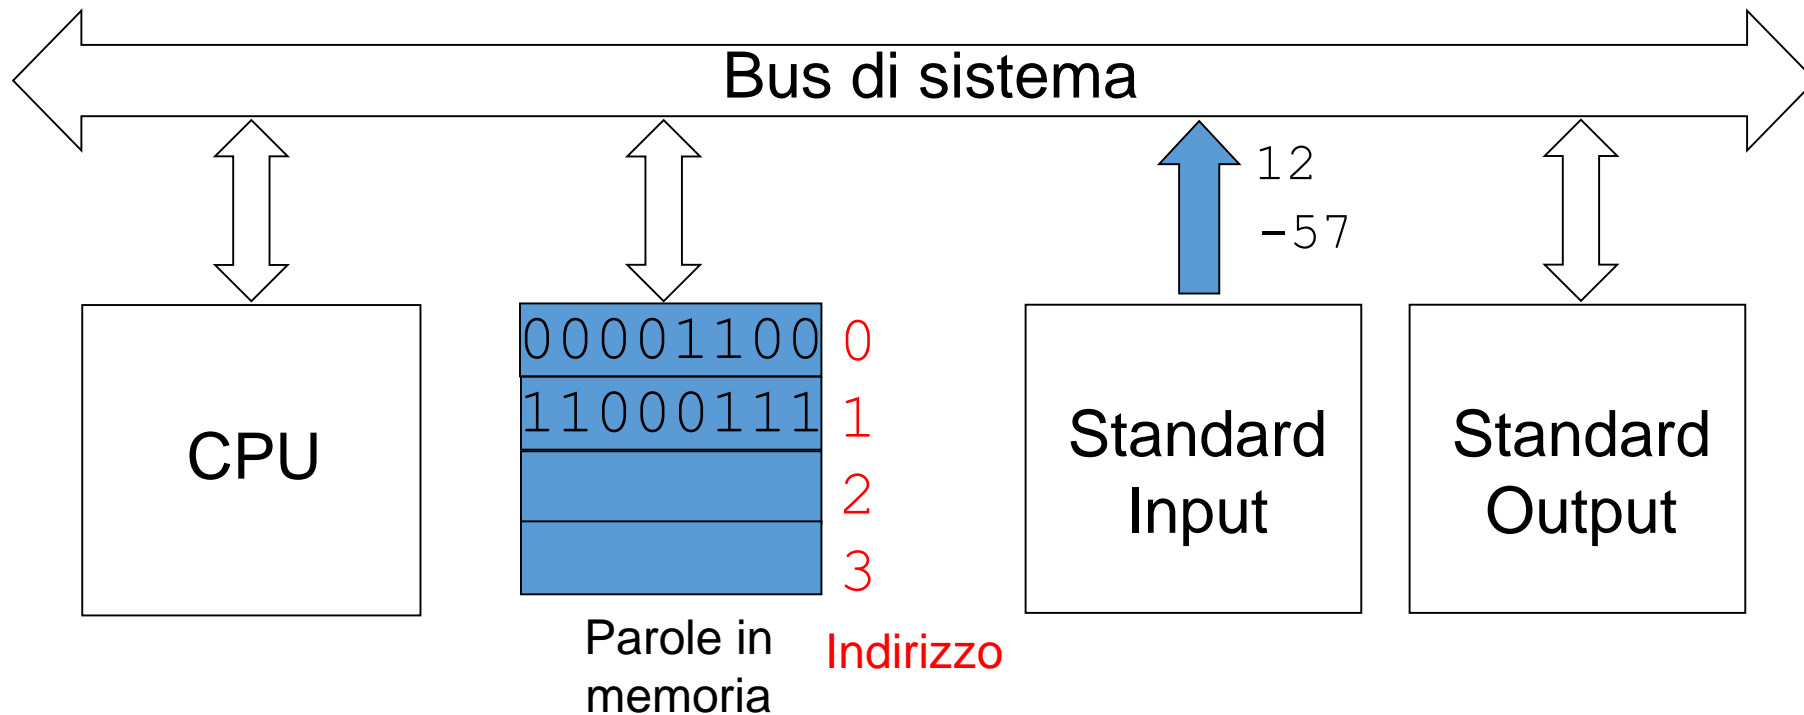 Bus di sistema
12
-57
00001100 0
11000111 1
2
3
CPU
Standard
Input
Standard
Output
Parole in
memoria
Indirizzo